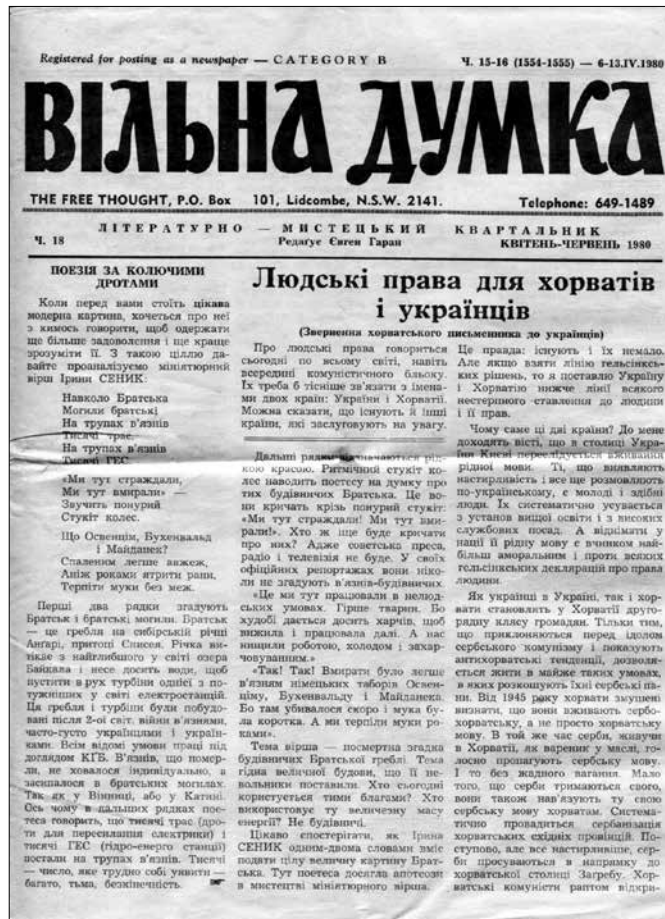 Registered for posting as a newspaper — CATEGORY B
Ч. 15-16 (1554-1555) — 6-13.IV.1980
ВІЛЬНА ДУМКА
THE FREE THOUGHT, P.O. Box 101, Lidcombe, N.S.W. 2141. Telephone: 649-1489
ЛІТЕРАТУРНО — МИСТЕЦЬКИЙ КВАРТАЛЬНИК
Ч. 18 Редагує Євген Гаран КВІТЕНЬ-ЧЕРВЕНЬ 1980
ПОЕЗІЯ ЗА КОЛЮЧИМИ
ДРОТАМИ
Коли перед вами стоїть цікава
модерна картина, хочеться про неї
з кимось говорити, щоб одержати
ще більше задоволення і ще краще
зрозуміти її. З такою ціллю да-
вайте проаналізуємо мініятюрний
вірш Ірини СЕНИК:
Навколо Братська
Могили братські
На трупах в'язнів
Тисячі трас.
На трупах в'язнів
Тисячі ГЕС.
«Ми тут страждали,
Ми тут вмирали» —
Звучить понурий
Стукіт колес.
Що Освенцім, Бухенвальд
і Майданек?
Спаленим легше авжеж,
Аніж роками ятрити рани,
Терпіти муки без меж.
Перші два рядки згадують
Братськ і братські могили. Братськ
— це гребля на сибірській річці
Анґарі, притоці Єнисея. Річка ви-
тікає з найглибшого у світі озера
Байкала і несе досить води, щоб
пустити в рух турбіни однієї з по-
тужніших у світі електростанцій.
Ця гребля і турбіни були побудо-
вані після 2-ої світ. війни в'язнями,
часто-густо українцями і україн-
ками. Всім відомі умови праці під
доглядом КҐБ. В'язнів, що помер-
ли, не ховалося індивідуально, а
засипалося в братських могилах.
Так як у Вінниці, або у Катині.
Ось чому в дальших рядках пое-
теса говорить, що тисячі трас (дро-
ти для пересилання єлектрики) і
тисячі ГЕС (гідро-енерго станції)
постали на трупах в'язнів. Тисячі
— число, яке трудно собі уявити —
багато, тьма, безкінечність.
Людські права для хорватів
і українців
(Звернення хорватського письменника до українців)
Про людські права говориться
сьогодні по всьому світі, навіть
всередині комуністичного бльоку.
Їх треба б тісніше зв'язати з імена-
ми двох країн: України і Хорватії.
Можна сказати, що існують й інші
країни, які заслуговують на увагу.
Дальші рядки відзначаються рід-
кою красою. Ритмічний стукіт ко-
лес наводить поетесу на думку про
тих будівничих Братська. Це во-
ни кричать крізь понурий стукіт:
«Ми тут страждали! Ми тут вми-
рали!». Хто ж іще буде кричати
про них? Адже советська преса,
радіо і телевізія не буде. У своїх
офіційних репортажах вони ніко-
ли не згадують в'язнів-будівничих.
«Це ми тут працювали в нелюд-
ських умовах. Гірше тварин. Бо
худобі дається досить харчів, щоб
вижила і працювала далі. А нас
нищили роботою, холодом і захар-
човуванням.»
«Так! Так! Вмирати було легше
в'язням німецьких таборів Освен-
ціму, Бухенвальду і Майданека.
Бо там убивалося скоро і мука бу-
ла коротка. А ми терпіли муки ро-
ками».
Тема вірша — посмертна згадка
будівничих Братської греблі. Тема
гідна величної будови, що її не-
вольники поставили. Хто сьогодні
користується тими благами? Хто
використовує ту величезну масу
енергії? Не будівничі.
Цікаво спостерігати, як Ірина
СЕНИК одним-двома словами вміє
подати цілу величну картину Брат-
ська. Тут поетеса досягла апотеози
в мистецтві мініятюрного вірша.
Це правда: існують і їх немало.
Але якщо взяти лінію гельсінксь-
ких рішень, то я поставлю Україну
і Хорватію нижче лінії всякого
нестерпного ставлення до людини
і її прав.
Чому саме ці дві країни? До мене
доходять вісті, що в столиці Укра-
їни Києві переслідується вживання
рідної мови. Ті, що виявляють
настирливість і все ще розмовляють
по-українському, є молоді і здібні
люди. Їх систематично усувається
з установ вищої освіти і з високих
службових посад. А віднімати у
нації її рідну мову є вчинком най-
більш аморальним і проти всяких
гельсінкських деклярацій про права
людини.
Як українці в Україні, так і хор-
вати становлять у Хорватії друго-
рядну клясу громадян. Тільки тим,
що приклоняються перед ідолом
сербського комунізму і показують
антихорватські тенденції, дозволя-
ється жити в майже таких умовах,
в яких розкошують їхні сербські па-
ни. Від 1945 року хорвати змушені
визнати, що вони вживають сербо-
хорватську, а не просто хорватську
мову. В той же час серби, живучи
в Хорватії, як вареник у маслі, го-
лосно пропагують сербську мову.
І то без жадного вагання. Мало
того, що серби тримаються свого,
вони також нав'язують ту свою
сербську мову хорватам. Система-
тично провадиться сербанізація
хорватських східніх провінцій. По-
ступово, але все настирливіше, сер-
би просуваються в напрямку до
хорватської столиці Загребу. Хор-
ватські комуністи раптом відкри-